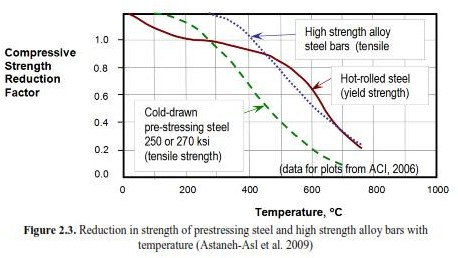 Compressive
Strength
Reduction
Factor
1.0
0.8
0.6
0.4
0.2
0.0
High strength alloy
steel bars (tensile
Hot-rolled steel
(yield strength)
Cold-drawn
pre-stressing steel
250 or 270 ksi
(tensile strength)
(data for plots from ACI, 2006)
0 200 400 600 800 1000
Temperature, °C
Figure 2.3. Reduction in strength of prestressing steel and high strength alloy bars with
temperature (Astaneh-Asl et al. 2009)